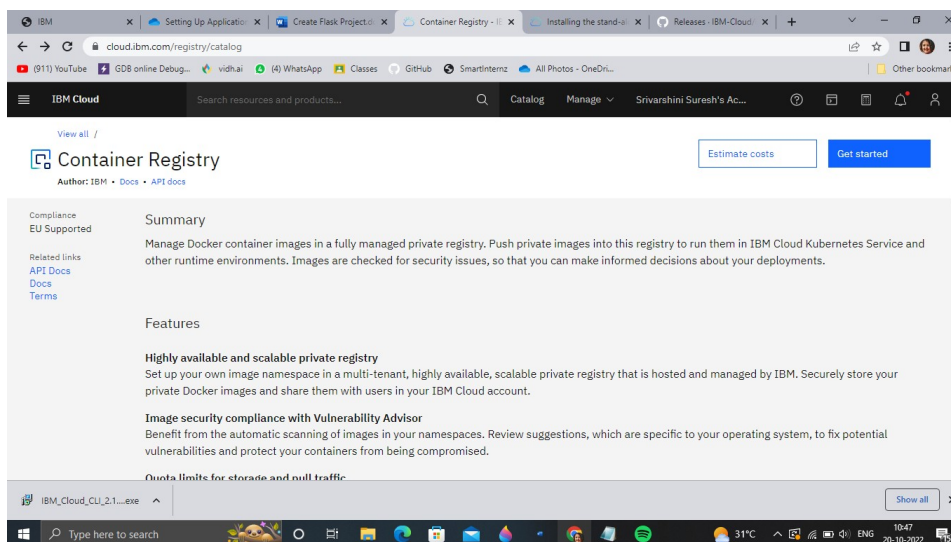 IBM
Setting Up Applicatio
Create Flask Project.d
Container Registry - I
Installing the stand-al
Releases · IBM-Cloud/
cloud.ibm.com/registry/catalog
(911) YouTube
GDB online Debug...
vidh.ai
(4) WhatsApp
Classes
GitHub
SmartInternz
All Photos - OneDri...
Other bookmar
IBM Cloud
Search resources and products...
Catalog
Manage
Srivarshini Suresh's Ac...
View all /
Container Registry
Author: IBM • Docs • API docs
Estimate costs
Get started
Compliance
EU Supported
Related links
API Docs
Docs
Terms
Summary
Manage Docker container images in a fully managed private registry. Push private images into this registry to run them in IBM Cloud Kubernetes Service and
other runtime environments. Images are checked for security issues, so that you can make informed decisions about your deployments.
Features
Highly available and scalable private registry
Set up your own image namespace in a multi-tenant, highly available, scalable private registry that is hosted and managed by IBM. Securely store your
private Docker images and share them with users in your IBM Cloud account.
Image security compliance with Vulnerability Advisor
Benefit from the automatic scanning of images in your namespaces. Review suggestions, which are specific to your operating system, to fix potential
vulnerabilities and protect your containers from being compromised.
Quota limits for storage and pull traffic
IBM_Cloud_CLI_2.1....exe
Show all
Type here to search
31°C
ENG
10:47
20-10-2022